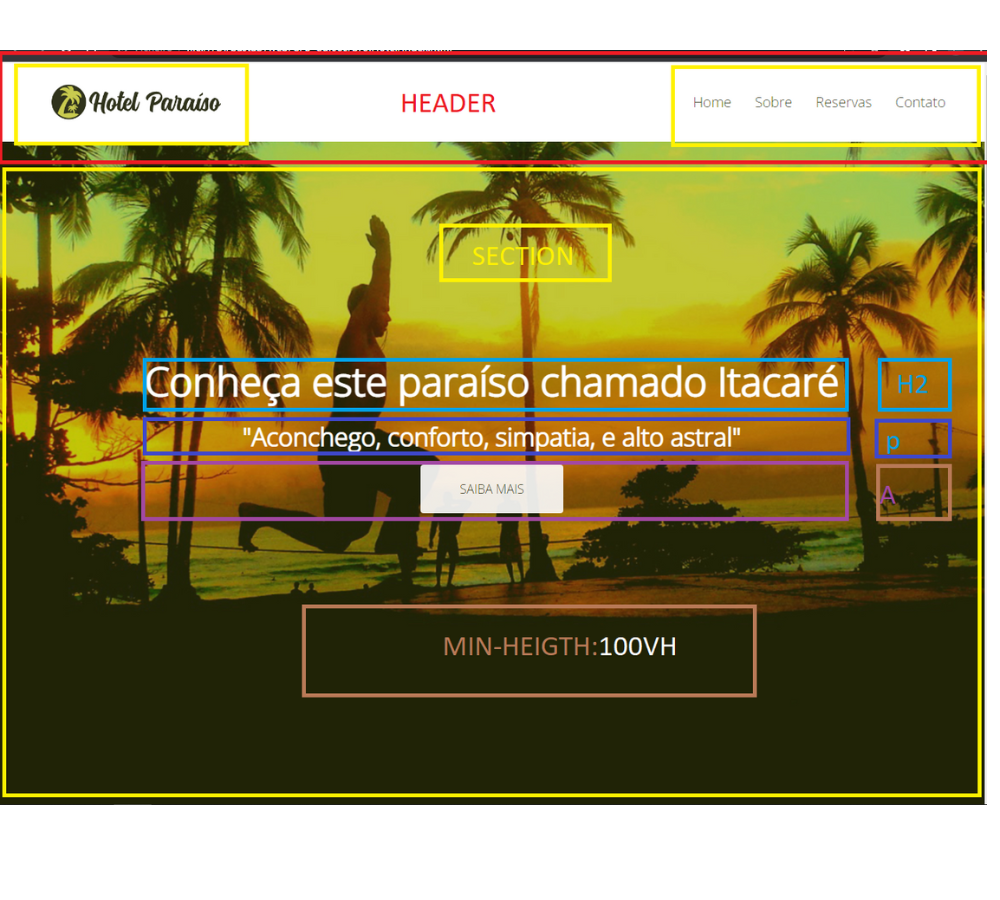 Hotel Paraíso
HEADER
Home Sobre Reservas Contato
SECTION
Conheça este paraíso chamado Itacaré
H2
"Aconchego, conforto, simpatia, e alto astral"
p
SAIBA MAIS
A
MIN-HEIGTH:100VH